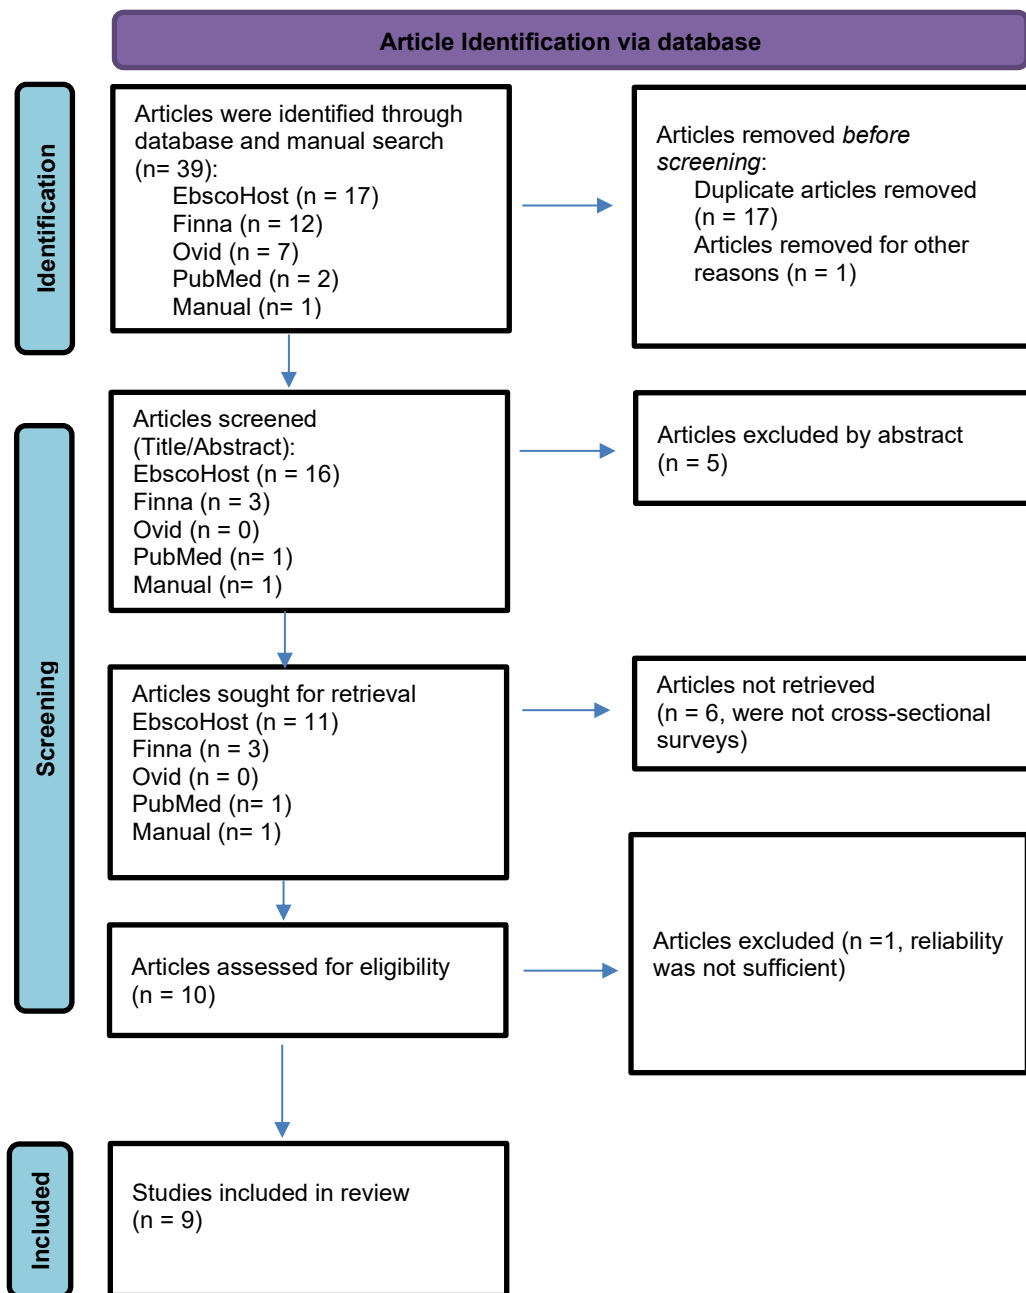 Article Identification via database
Identification
Articles were identified through
database and manual search
(n= 39):
EbscoHost (n = 17)
Finna (n = 12)
Ovid (n = 7)
PubMed (n = 2)
Manual (n= 1)
Articles removed before
screening:
Duplicate articles removed
(n = 17)
Articles removed for other
reasons (n = 1)
Screening
Articles screened
(Title/Abstract):
EbscoHost (n = 16)
Finna (n = 3)
Ovid (n = 0)
PubMed (n= 1)
Manual (n= 1)
Articles excluded by abstract
(n = 5)
Articles sought for retrieval
EbscoHost (n = 11)
Finna (n = 3)
Ovid (n = 0)
PubMed (n= 1)
Manual (n= 1)
Articles not retrieved
(n = 6, were not cross-sectional
surveys)
Articles assessed for eligibility
(n = 10)
Articles excluded (n =1, reliability
was not sufficient)
Included
Studies included in review
(n = 9)